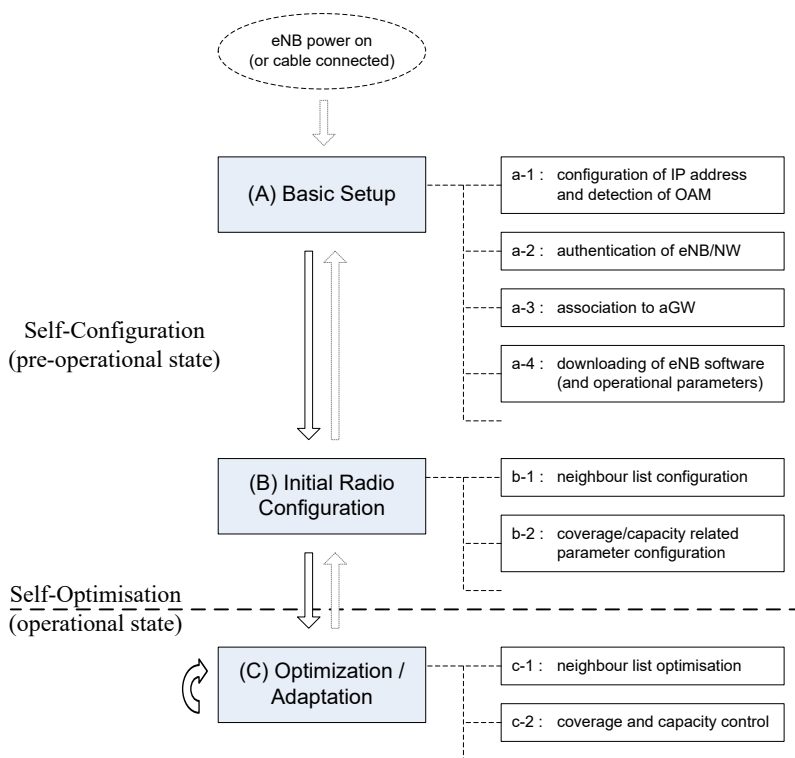 eNB power on
(or cable connected)
(A) Basic Setup
a-1 : configuration of IP address
and detection of OAM
a-2 : authentication of eNB/NW
a-3 : association to aGW
a-4 : downloading of eNB software
(and operational parameters)
Self-Configuration
(pre-operational state)
(B) Initial Radio
Configuration
b-1 : neighbour list configuration
b-2 : coverage/capacity related
parameter configuration
Self-Optimisation
(operational state)
(C) Optimization /
Adaptation
c-1 : neighbour list optimisation
c-2 : coverage and capacity control